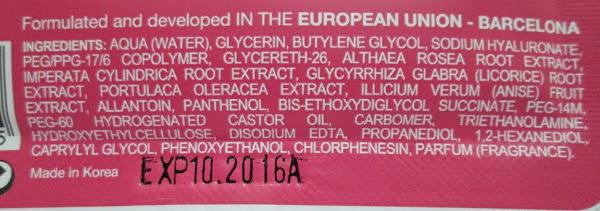 Formulated and developed IN THE EUROPEAN UNION - BARCELONA
INGREDIENTS: AQUA (WATER), GLYCERIN, BUTYLENE GLYCOL, SODIUM HYALURONATE,
PEG/PPG-17/6 COPOLYMER, GLYCERETH-26, ALTHAEA ROSEA ROOT EXTRACT,
IMPERATA CYLINDRICA ROOT EXTRACT, GLYCYRRHIZA GLABRA (LICORICE) ROOT
EXTRACT, PORTULACA OLERACEA EXTRACT, ILLICIUM VERUM (ANISE) FRUIT
EXTRACT, ALLANTOIN, PANTHENOL, BIS-ETHOXYDIGLYCOL SUCCINATE, PEG-14M,
PEG-60 HYDROGENATED CASTOR OIL, CARBOMER, TRIETHANOLAMINE,
HYDROXYETHYLCELLULOSE, DISODIUM EDTA, PROPANEDIOL, 1,2-HEXANEDIOL,
CAPRYLYL GLYCOL, PHENOXYETHANOL, CHLORPHENESIN, PARFUM (FRAGRANCE).
Made in Korea EXP10.2016A
5